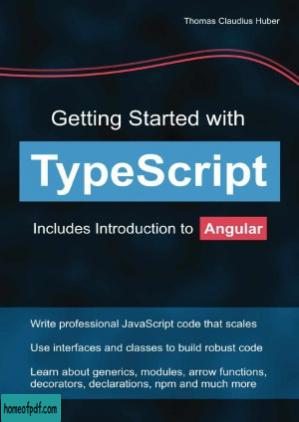 Thomas Claudius Huber
Getting Started with
TypeScript
Includes Introduction to Angular
Write professional JavaScript code that scales
Use interfaces and classes to build robust code
Learn about generics, modules, arrow functions,
decorators, declarations, npm and much more
homeofpdf.com